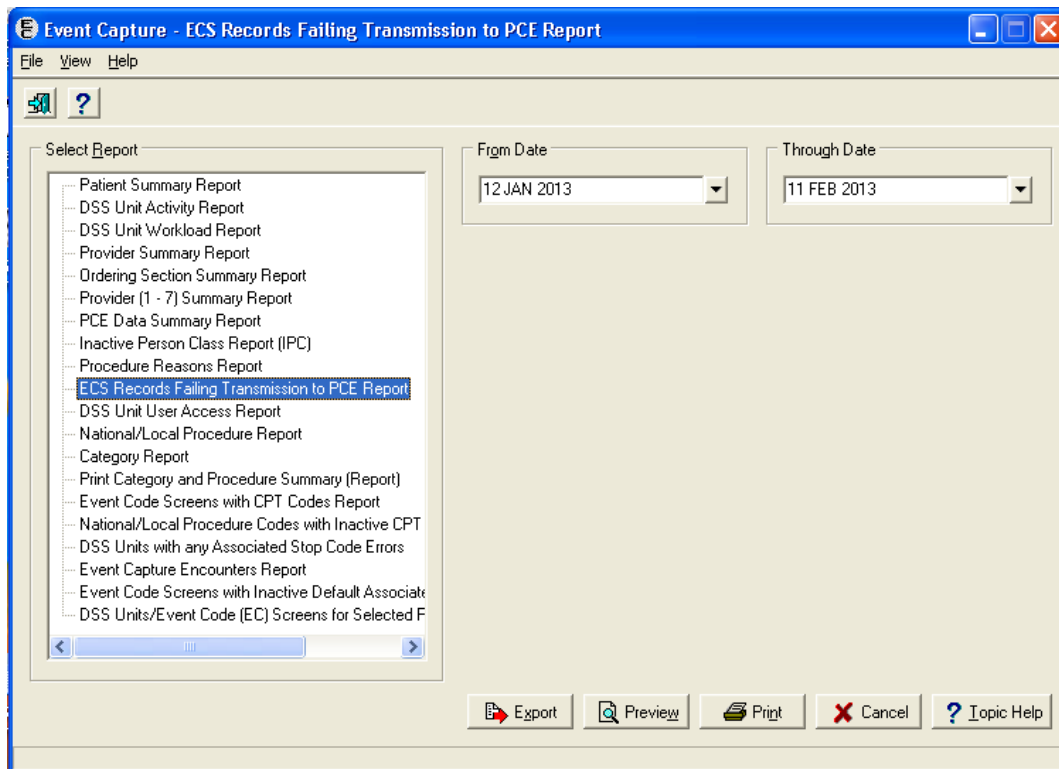 Event Capture - ECS Records Failing Transmission to PCE Report
File View Help
Select Report
From Date
Through Date
12 JAN 2013
11 FEB 2013
Patient Summary Report
DSS Unit Activity Report
DSS Unit Workload Report
Provider Summary Report
Ordering Section Summary Report
Provider (1 - 7) Summary Report
PCE Data Summary Report
Inactive Person Class Report (IPC)
Procedure Reasons Report
ECS Records Failing Transmission to PCE Report
DSS Unit User Access Report
National/Local Procedure Report
Category Report
Print Category and Procedure Summary (Report)
Event Code Screens with CPT Codes Report
National/Local Procedure Codes with Inactive CPT
DSS Units with any Associated Stop Code Errors
Event Capture Encounters Report
Event Code Screens with Inactive Default Associate
DSS Units/Event Code (EC) Screens for Selected F
Export Preview Print Cancel ? Topic Help